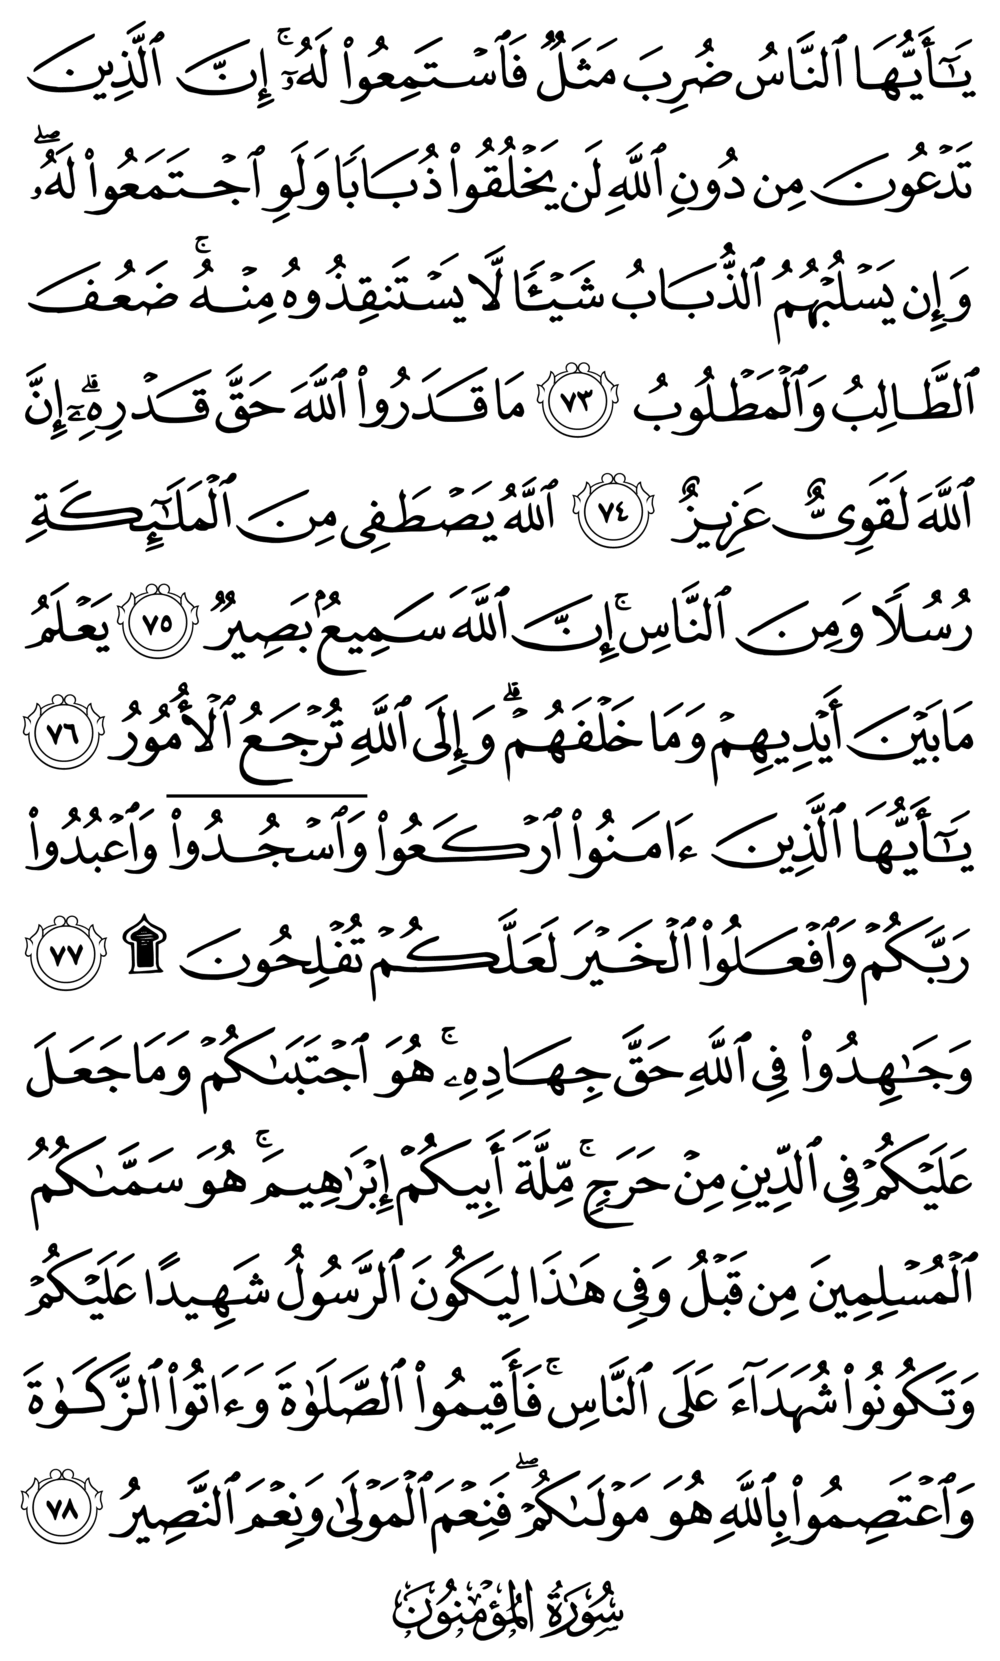 يَـٰٓأَيُّهَا ٱلنَّاسُ ضُرِبَ مَثَلٌ فَٱسْتَمِعُوا۟ لَهُۥٓ ۚ إِنَّ ٱلَّذِينَ
تَدْعُونَ مِن دُونِ ٱللَّهِ لَن يَخْلُقُوا۟ ذُبَابًا وَلَوِ ٱجْتَمَعُوا۟ لَهُۥ ۖ
وَإِن يَسْلُبْهُمُ ٱلذُّبَابُ شَيْـًٔا لَّا يَسْتَنقِذُوهُ مِنْهُ ۚ ضَعُفَ
ٱلطَّالِبُ وَٱلْمَطْلُوبُ ٧٣ مَا قَدَرُوا۟ ٱللَّهَ حَقَّ قَدْرِهِۦٓ ۗ إِنَّ
ٱللَّهَ لَقَوِىٌّ عَزِيزٌ ٧٤ ٱللَّهُ يَصْطَفِى مِنَ ٱلْمَلَـٰٓئِكَةِ
رُسُلًا وَمِنَ ٱلنَّاسِ ۚ إِنَّ ٱللَّهَ سَمِيعٌۢ بَصِيرٌ ٧٥ يَعْلَمُ
مَا بَيْنَ أَيْدِيهِمْ وَمَا خَلْفَهُمْ ۗ وَإِلَى ٱللَّهِ تُرْجَعُ ٱلْأُمُورُ ٧٦
يَـٰٓأَيُّهَا ٱلَّذِينَ ءَامَنُوا۟ ٱرْكَعُوا۟ وَٱسْجُدُوا۟ وَٱعْبُدُوا۟
رَبَّكُمْ وَٱفْعَلُوا۟ ٱلْخَيْرَ لَعَلَّكُمْ تُفْلِحُونَ ۩ ٧٧
وَجَـٰهِدُوا۟ فِى ٱللَّهِ حَقَّ جِهَادِهِۦ ۚ هُوَ ٱجْتَبَىٰكُمْ وَمَا جَعَلَ
عَلَيْكُمْ فِى ٱلدِّينِ مِنْ حَرَجٍ ۚ مِّلَّةَ أَبِيكُمْ إِبْرَٰهِيمَ ۚ هُوَ سَمَّىٰكُمُ
ٱلْمُسْلِمِينَ مِن قَبْلُ وَفِى هَـٰذَا لِيَكُونَ ٱلرَّسُولُ شَهِيدًا عَلَيْكُمْ
وَتَكُونُوا۟ شُهَدَآءَ عَلَى ٱلنَّاسِ ۚ فَأَقِيمُوا۟ ٱلصَّلَوٰةَ وَءَاتُوا۟ ٱلزَّكَوٰةَ
وَٱعْتَصِمُوا۟ بِٱللَّهِ هُوَ مَوْلَىٰكُمْ ۖ فَنِعْمَ ٱلْمَوْلَىٰ وَنِعْمَ ٱلنَّصِيرُ ٧٨
سُورَةُ المُؤْمِنُونَ